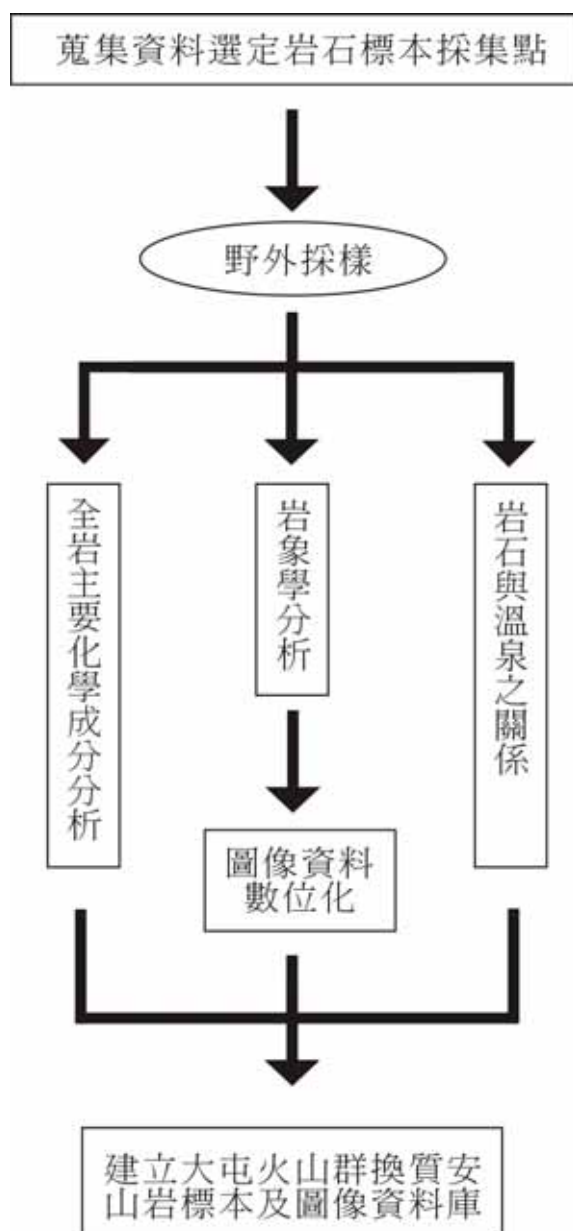 蒐集資料選定岩石標本採集點
野外採樣
全岩主要化學成分分析
岩象學分析
岩石與溫泉之關係
圖像資料
數位化
建立大屯火山群換質安
山岩標本及圖像資料庫